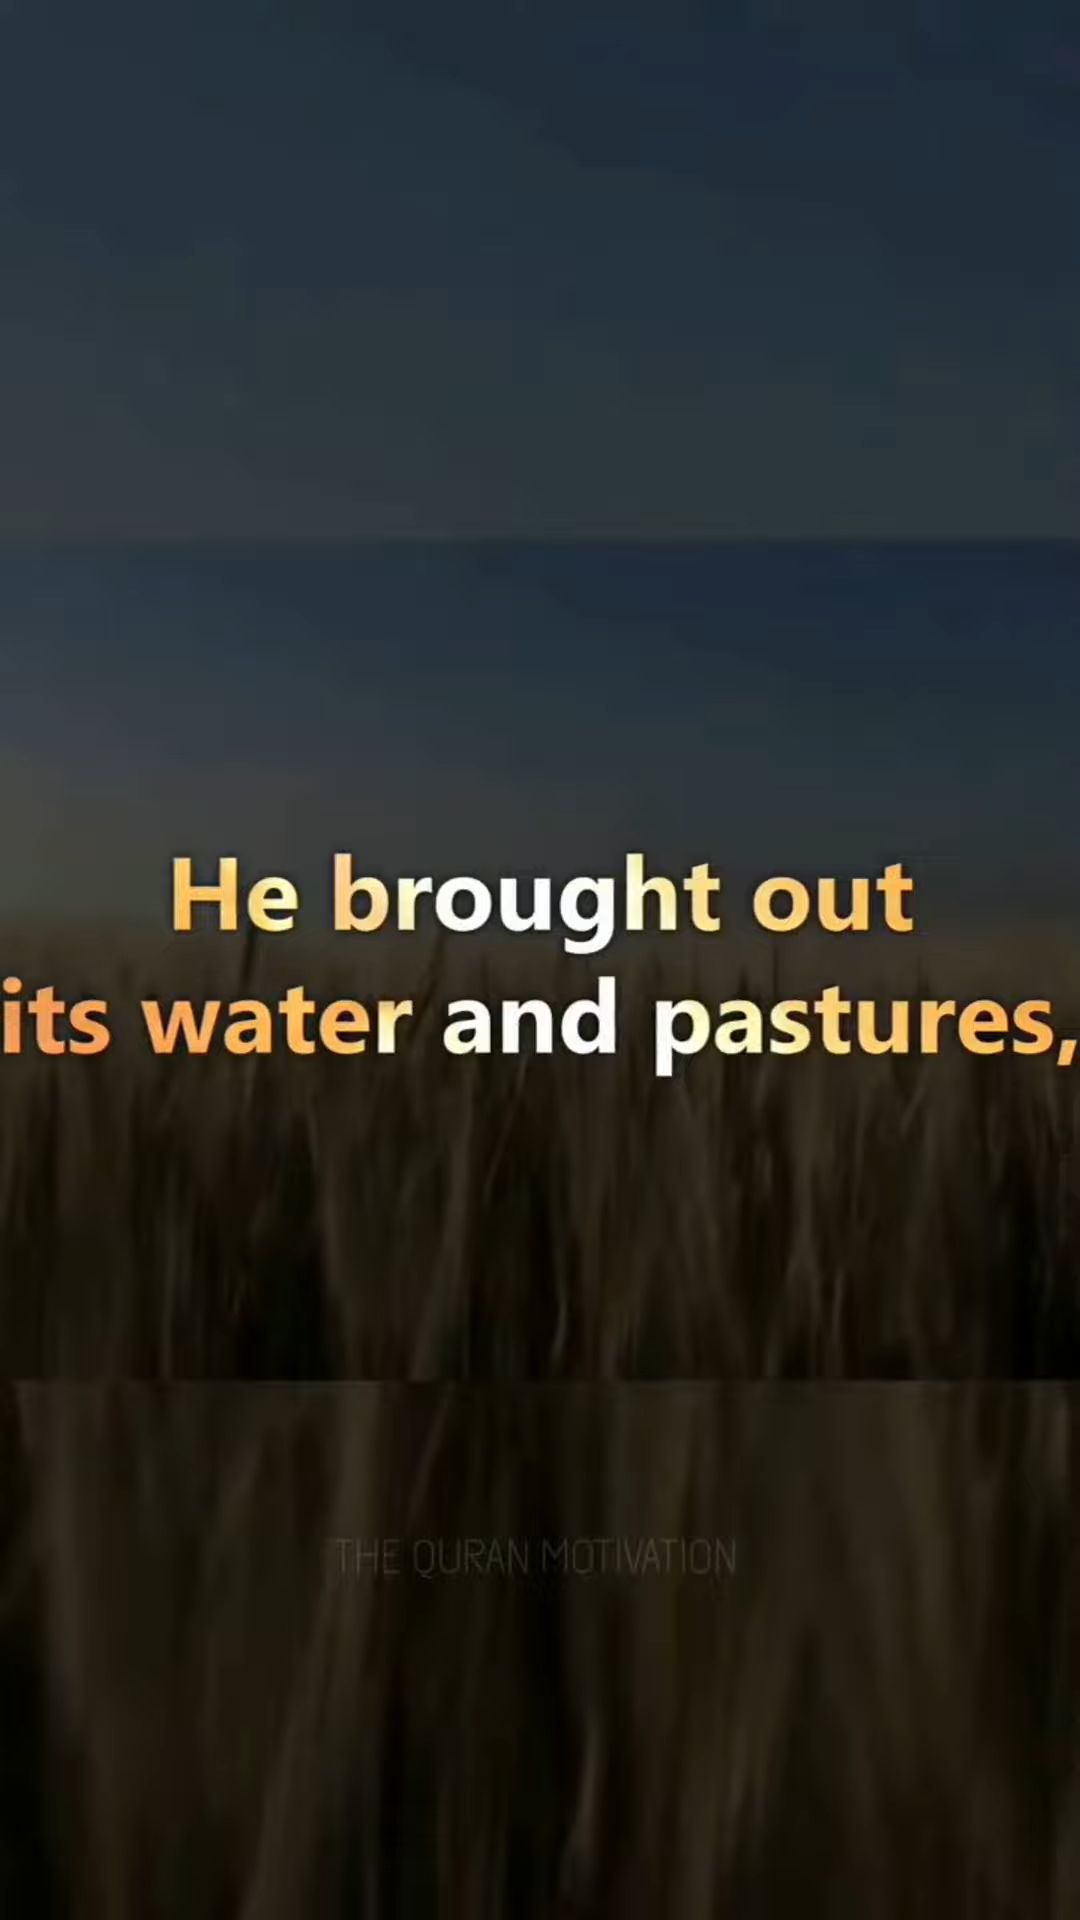 He brought out
its water and pastures,
THE QURAN MOTIVATION